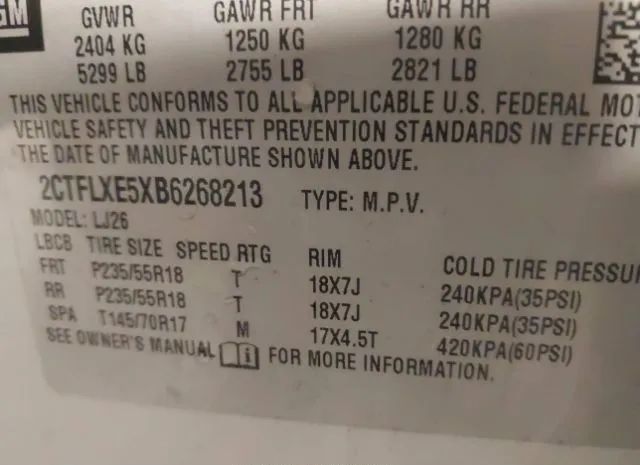 GM GVWR GAWR FRT GAWR RR
2404 KG 1250 KG 1280 KG
5299 LB 2755 LB 2821 LB
THIS VEHICLE CONFORMS TO ALL APPLICABLE U.S. FEDERAL MOT
VEHICLE SAFETY AND THEFT PREVENTION STANDARDS IN EFFECT
THE DATE OF MANUFACTURE SHOWN ABOVE.
2CTFLXE5XB6268213 TYPE: M.P.V.
MODEL: LJ26
LBCB TIRE SIZE SPEED RTG RIM COLD TIRE PRESSUR
FRT P235/55R18 T 18X7J 240KPA(35PSI)
RR P235/55R18 T 18X7J 240KPA(35PSI)
SPA T145/70R17 M 17X4.5T 420KPA(60PSI)
SEE OWNER'S MANUAL FOR MORE INFORMATION.